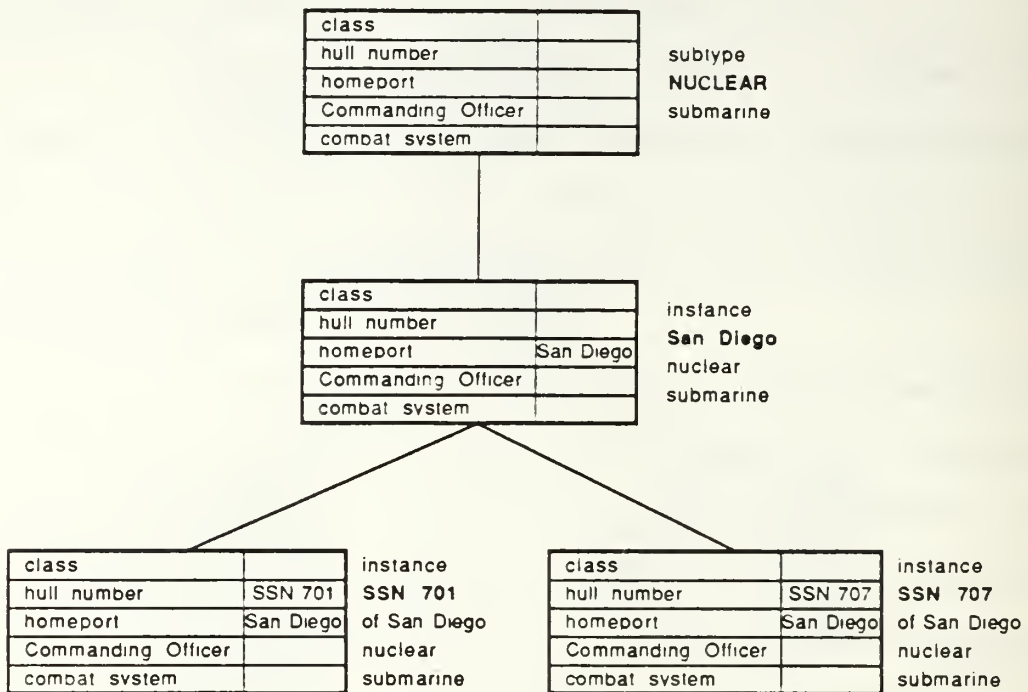 class
hull number
homeport
Commanding Officer
combat system
subtype
NUCLEAR
submarine
class
hull number
homeport San Diego
Commanding Officer
combat system
instance
San Diego
nuclear
submarine
class
hull number SSN 701
homeport San Diego
Commanding Officer
combat system
instance
SSN 701
of San Diego
nuclear
submarine
class
hull number SSN 707
homeport San Diego
Commanding Officer
combat system
instance
SSN 707
of San Diego
nuclear
submarine